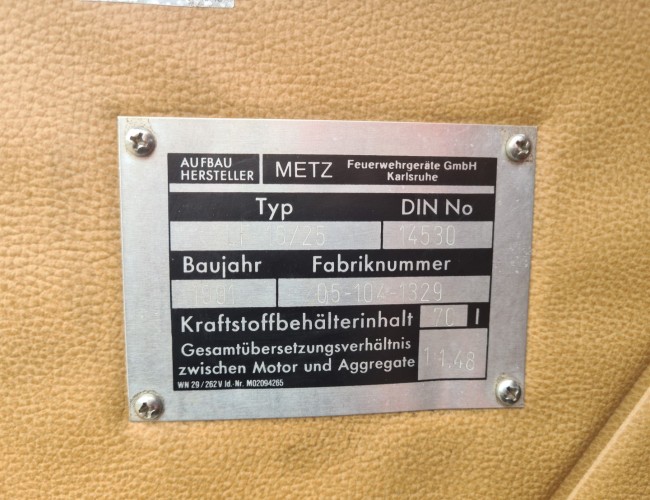 AUFBAU HERSTELLER METZ Feuerwehrgeräte GmbH Karlsruhe
Typ DIN No
14530
Baujahr Fabriknummer
05-104-1329
Kraftstoffbehälterinhalt 70 l
Gesamtübersetzungsverhältnis
zwischen Motor und Aggregate 1 1.48
WN 29/262 V Id.-Nr. M02094265